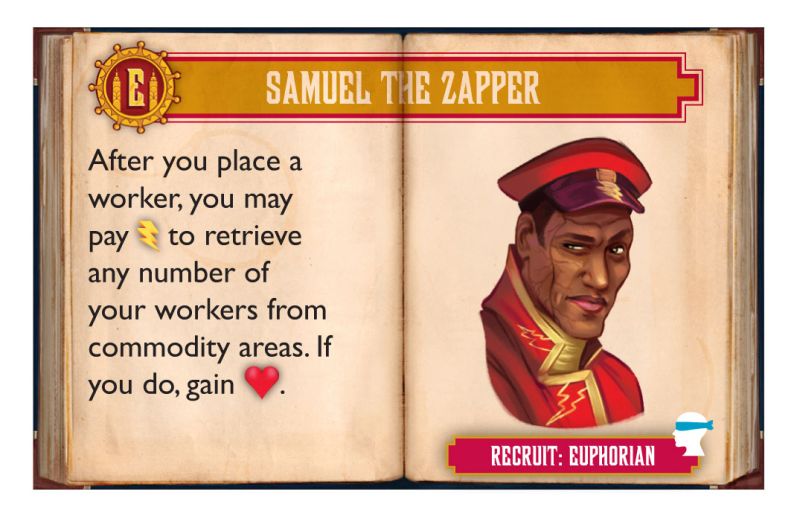 E
SAMUEL THE ZAPPER
After you place a
worker, you may
pay to retrieve
any number of
your workers from
commodity areas. If
you do, gain .
RECRUIT: EUPHORIAN